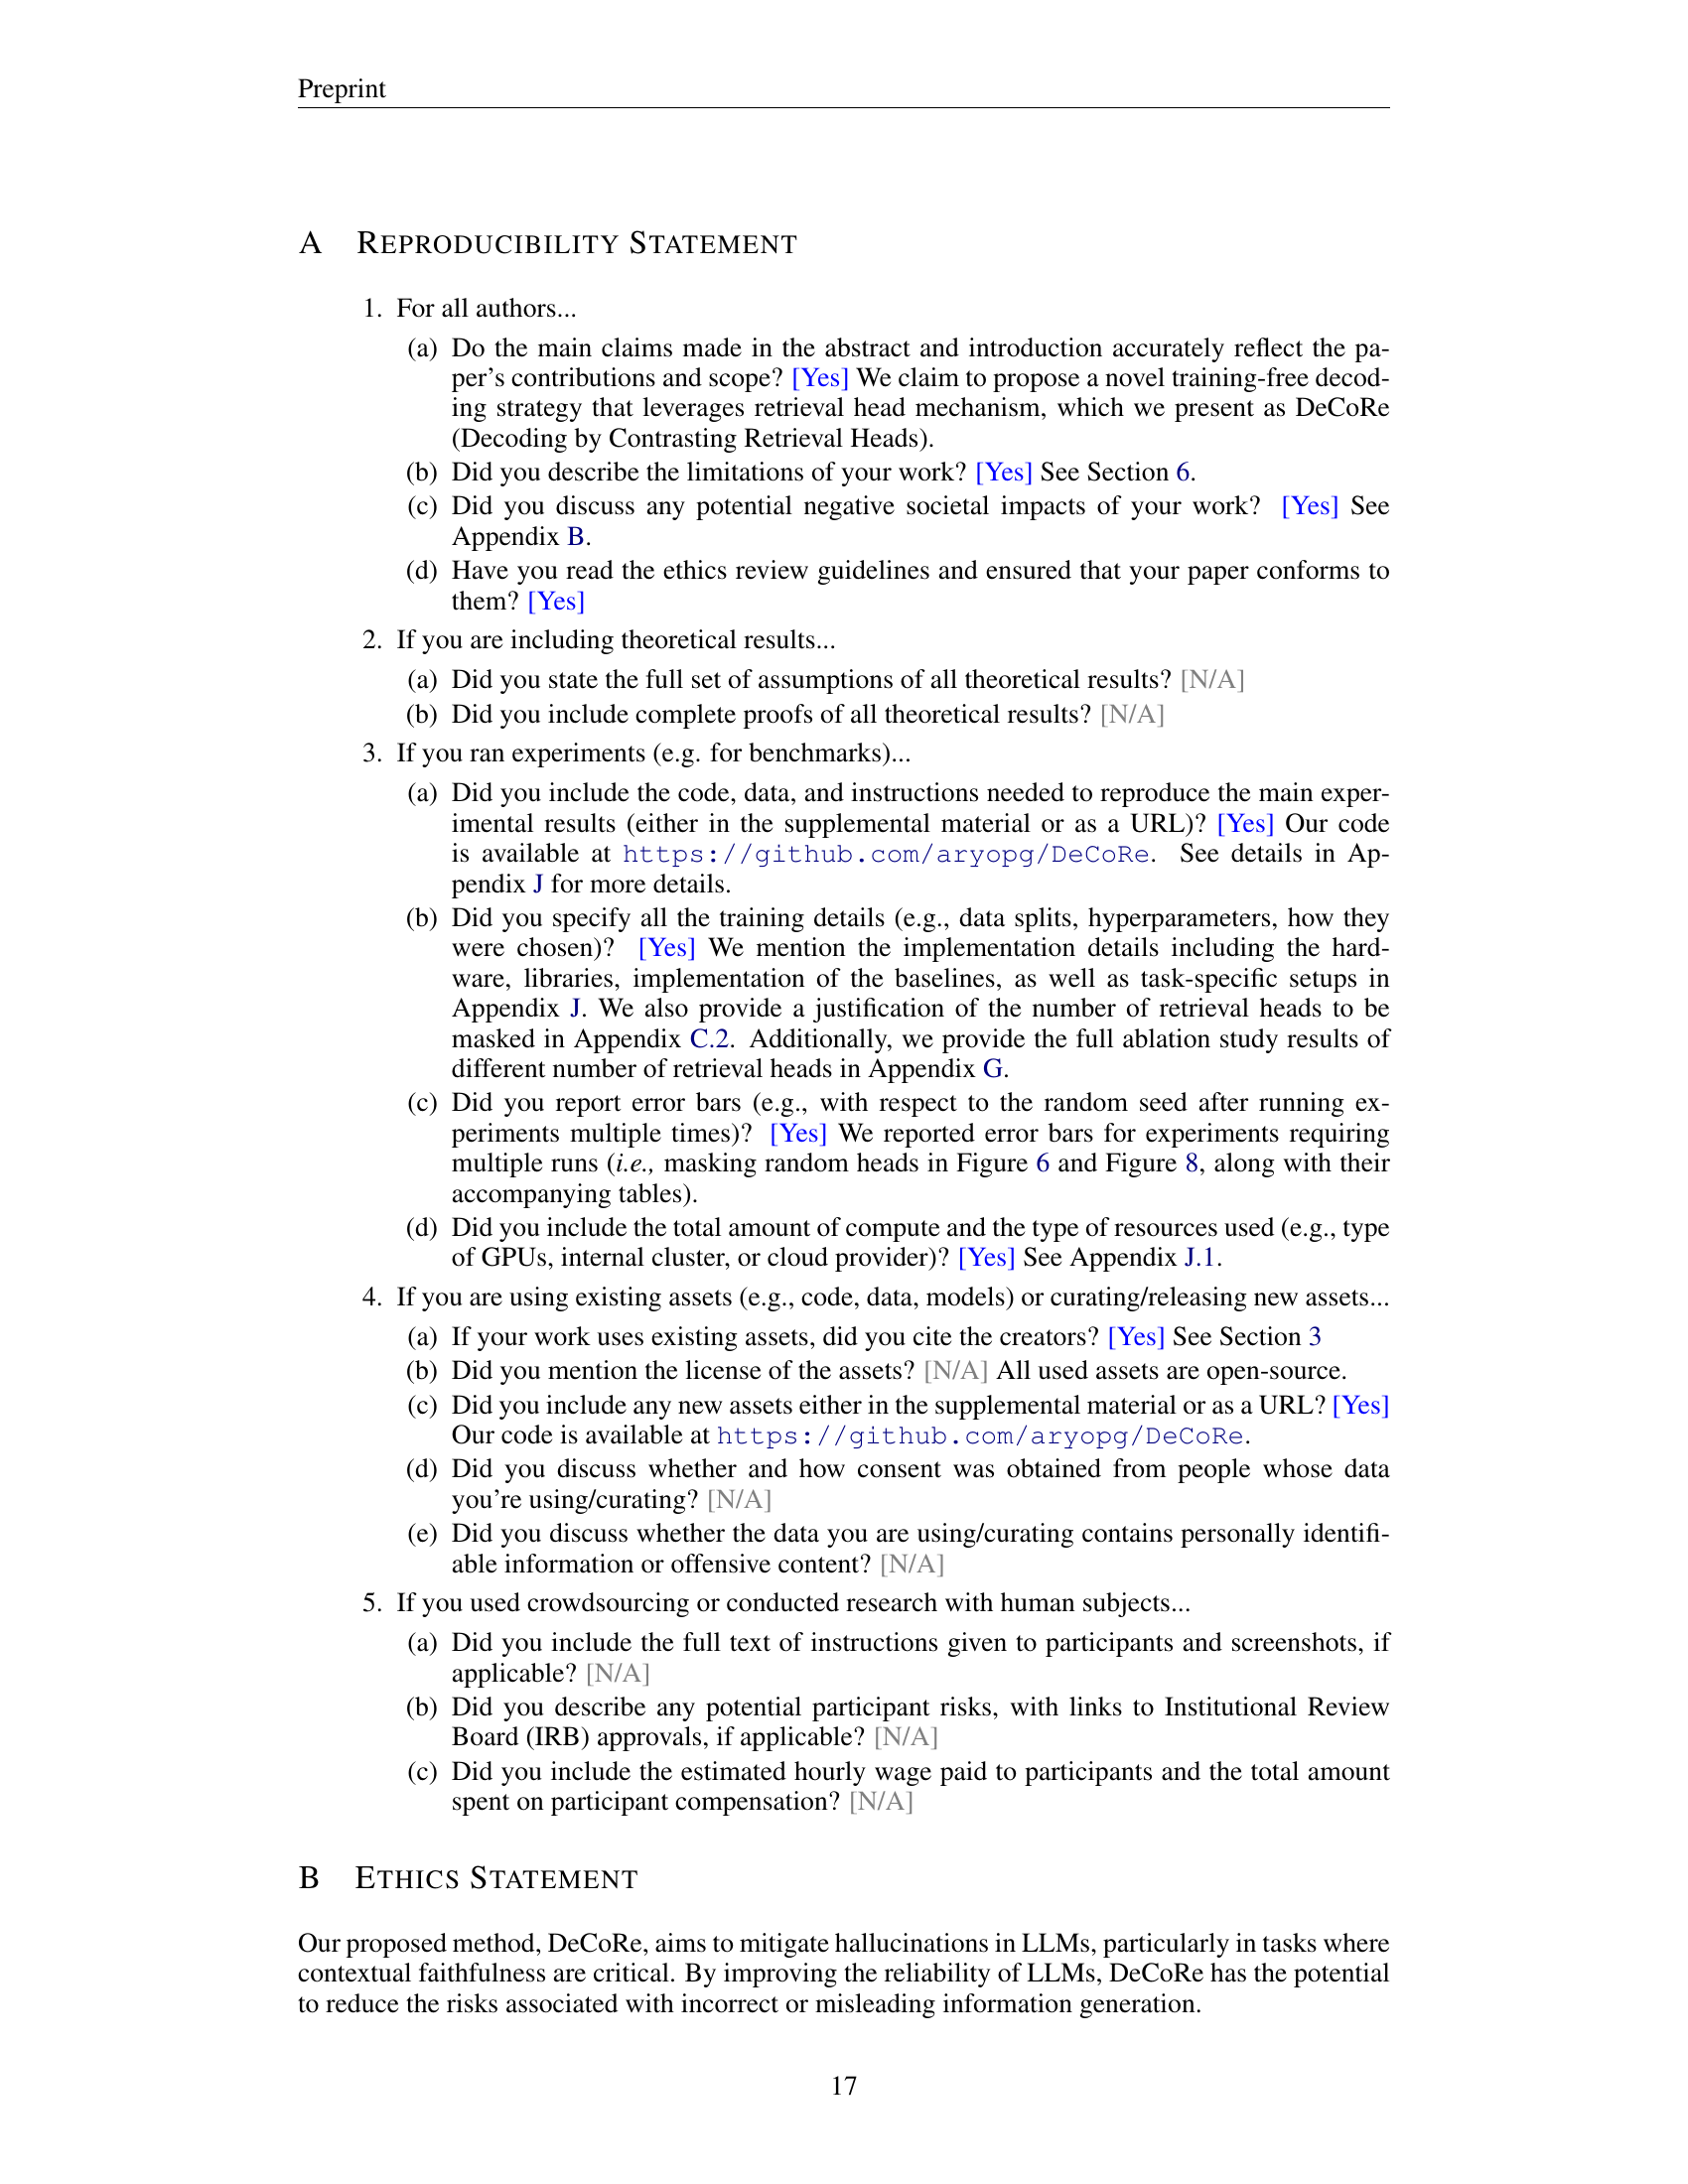 Preprint
A REPRODUCIBILITY STATEMENT
1. For all authors...
(a) Do the main claims made in the abstract and introduction accurately reflect the pa-
per's contributions and scope? [Yes] We claim to propose a novel training-free decod-
ing strategy that leverages retrieval head mechanism, which we present as DeCoRe
(Decoding by Contrasting Retrieval Heads).
(b) Did you describe the limitations of your work? [Yes] See Section 6.
(c) Did you discuss any potential negative societal impacts of your work? [Yes] See
Appendix B.
(d) Have you read the ethics review guidelines and ensured that your paper conforms to
them? [Yes]
2. If you are including theoretical results...
(a) Did you state the full set of assumptions of all theoretical results? [N/A]
(b) Did you include complete proofs of all theoretical results? [N/A]
3. If you ran experiments (e.g. for benchmarks)...
(a) Did you include the code, data, and instructions needed to reproduce the main exper-
imental results (either in the supplemental material or as a URL)? [Yes] Our code
is available at https://github.com/aryopg/DeCoRe. See details in Ap-
pendix J for more details.
(b) Did you specify all the training details (e.g., data splits, hyperparameters, how they
were chosen)? [Yes] We mention the implementation details including the hard-
ware, libraries, implementation of the baselines, as well as task-specific setups in
Appendix J. We also provide a justification of the number of retrieval heads to be
masked in Appendix C.2. Additionally, we provide the full ablation study results of
different number of retrieval heads in Appendix G.
(c) Did you report error bars (e.g., with respect to the random seed after running ex-
periments multiple times)? [Yes] We reported error bars for experiments requiring
multiple runs (i.e., masking random heads in Figure 6 and Figure 8, along with their
accompanying tables).
(d) Did you include the total amount of compute and the type of resources used (e.g., type
of GPUs, internal cluster, or cloud provider)? [Yes] See Appendix J.1.
4. If you are using existing assets (e.g., code, data, models) or curating/releasing new assets...
(a) If your work uses existing assets, did you cite the creators? [Yes] See Section 3
(b) Did you mention the license of the assets? [N/A] All used assets are open-source.
(c) Did you include any new assets either in the supplemental material or as a URL? [Yes]
Our code is available at https://github.com/aryopg/DeCoRe.
(d) Did you discuss whether and how consent was obtained from people whose data
you're using/curating? [N/A]
(e) Did you discuss whether the data you are using/curating contains personally identifi-
able information or offensive content? [N/A]
5. If you used crowdsourcing or conducted research with human subjects...
(a) Did you include the full text of instructions given to participants and screenshots, if
applicable? [N/A]
(b) Did you describe any potential participant risks, with links to Institutional Review
Board (IRB) approvals, if applicable? [N/A]
(c) Did you include the estimated hourly wage paid to participants and the total amount
spent on participant compensation? [N/A]
B ETHICS STATEMENT
Our proposed method, DeCoRe, aims to mitigate hallucinations in LLMs, particularly in tasks where
contextual faithfulness are critical. By improving the reliability of LLMs, DeCoRe has the potential
to reduce the risks associated with incorrect or misleading information generation.
17